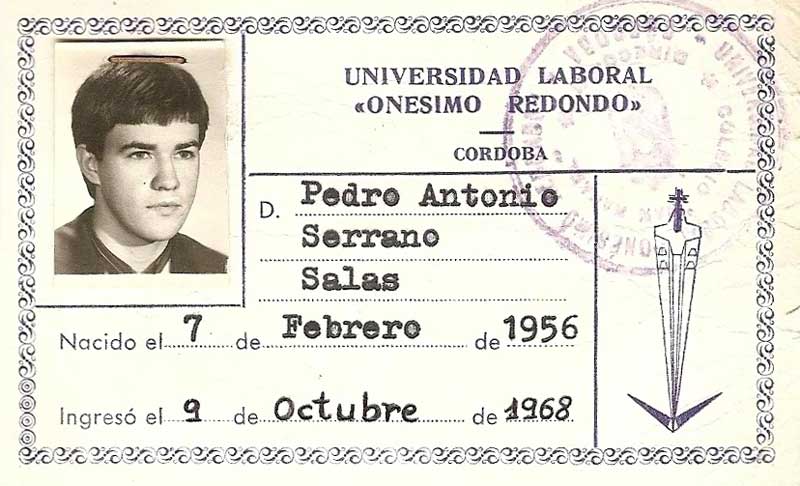 UNIVERSIDAD LABORAL
«ONESIMO REDONDO»
CORDOBA
D. Pedro Antonio
Serrano
Salas
Nacido el 7 de Febrero de 1956
Ingresó el 9 de Octubre de 1968